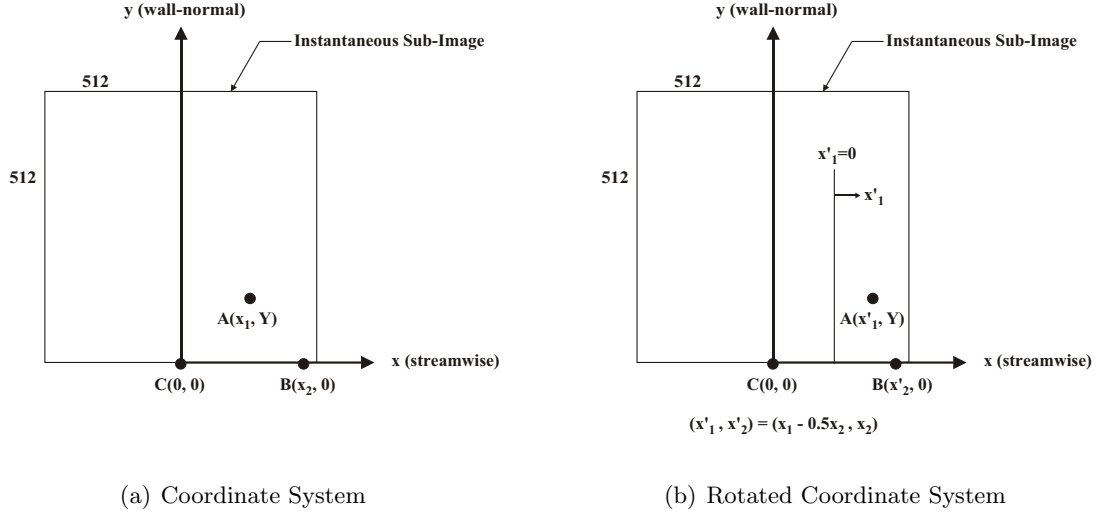 y (wall-normal)
Instantaneous Sub-Image
512
512
A(x₁, Y)
x (streamwise)
C(0, 0)
B(x₂, 0)
(a) Coordinate System
y (wall-normal)
Instantaneous Sub-Image
512
x'₁=0
512
x'₁
A(x'₁, Y)
x (streamwise)
C(0, 0)
B(x'₂, 0)
(x'₁ , x'₂) = (x₁ - 0.5x₂ , x₂)
(b) Rotated Coordinate System